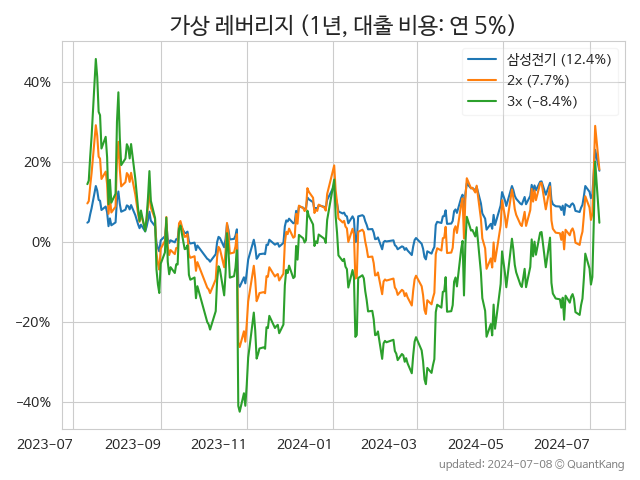 가상 레버리지 (1년, 대출 비용: 연 5%)
삼성전기 (12.4%)
2x (7.7%)
3x (−8.4%)
40%
20%
0%
−20%
−40%
2023-07 2023-09 2023-11 2024-01 2024-03 2024-05 2024-07
updated: 2024-07-08 © QuantKang